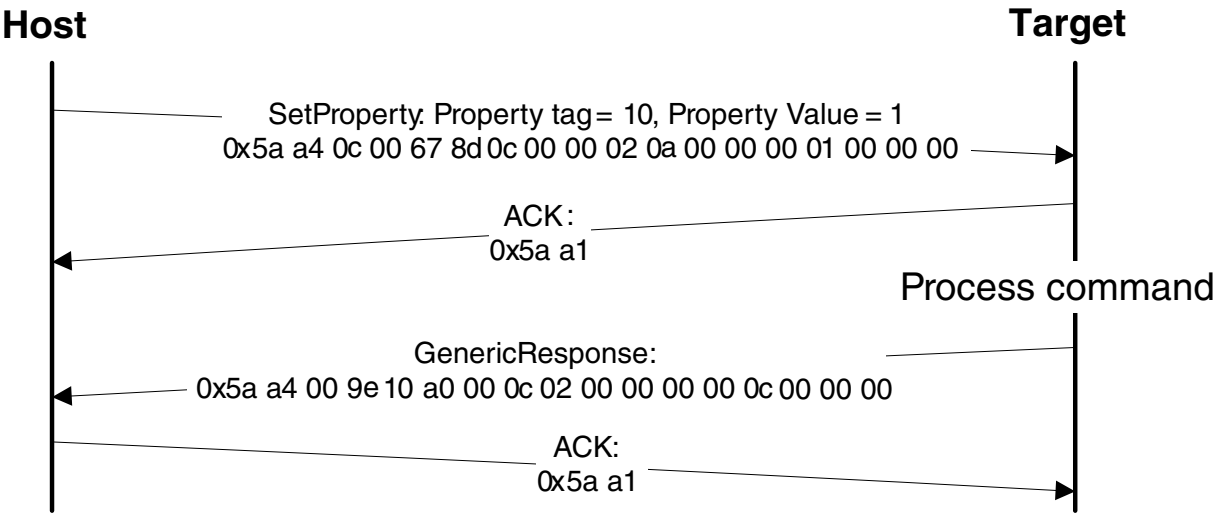 Host
Target
SetProperty: Property tag = 10, Property Value = 1
0x5a a4 0c 00 67 8d 0c 00 00 02 0a 00 00 00 01 00 00 00
ACK:
0x5a a1
Process command
GenericResponse:
0x5a a4 00 9e 10 a0 00 0c 02 00 00 00 00 0c 00 00 00
ACK:
0x5a a1